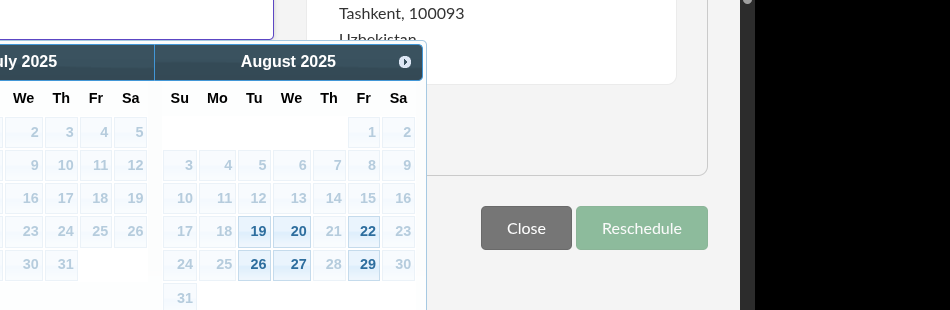 Tashkent, 100093
Uzbekistan
uly 2025 August 2025
We Th Fr Sa Su Mo Tu We Th Fr Sa
2 3 4 5 1 2
9 10 11 12 3 4 5 6 7 8 9
16 17 18 19 10 11 12 13 14 15 16
23 24 25 26 17 18 19 20 21 22 23
30 31 24 25 26 27 28 29 30
31
Close Reschedule